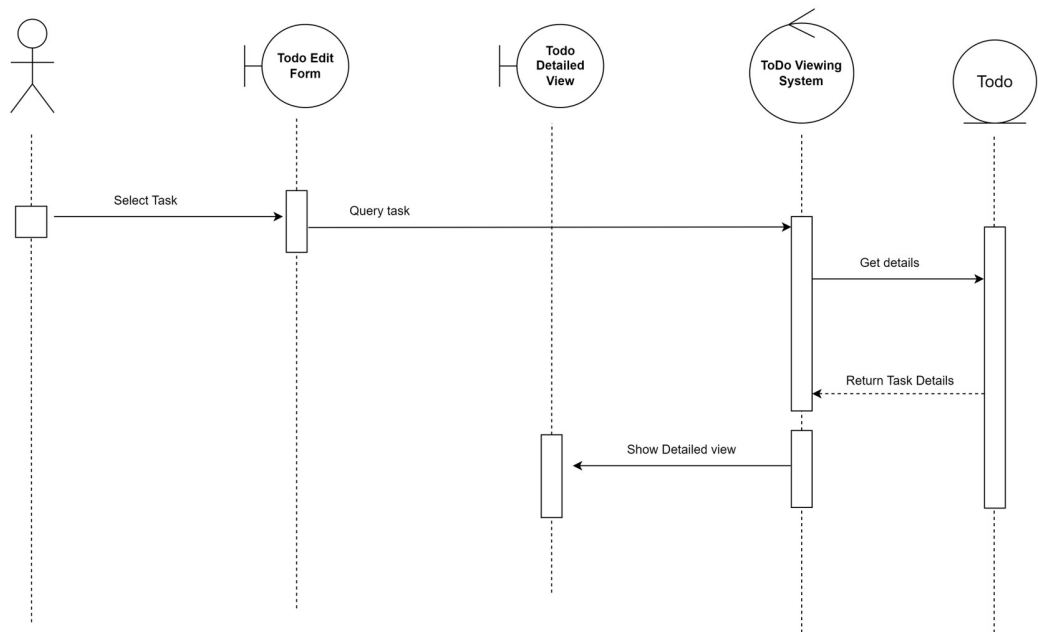 Todo Edit
Form
Todo
Detailed
View
ToDo Viewing
System
Todo
Select Task
Query task
Get details
Return Task Details
Show Detailed view